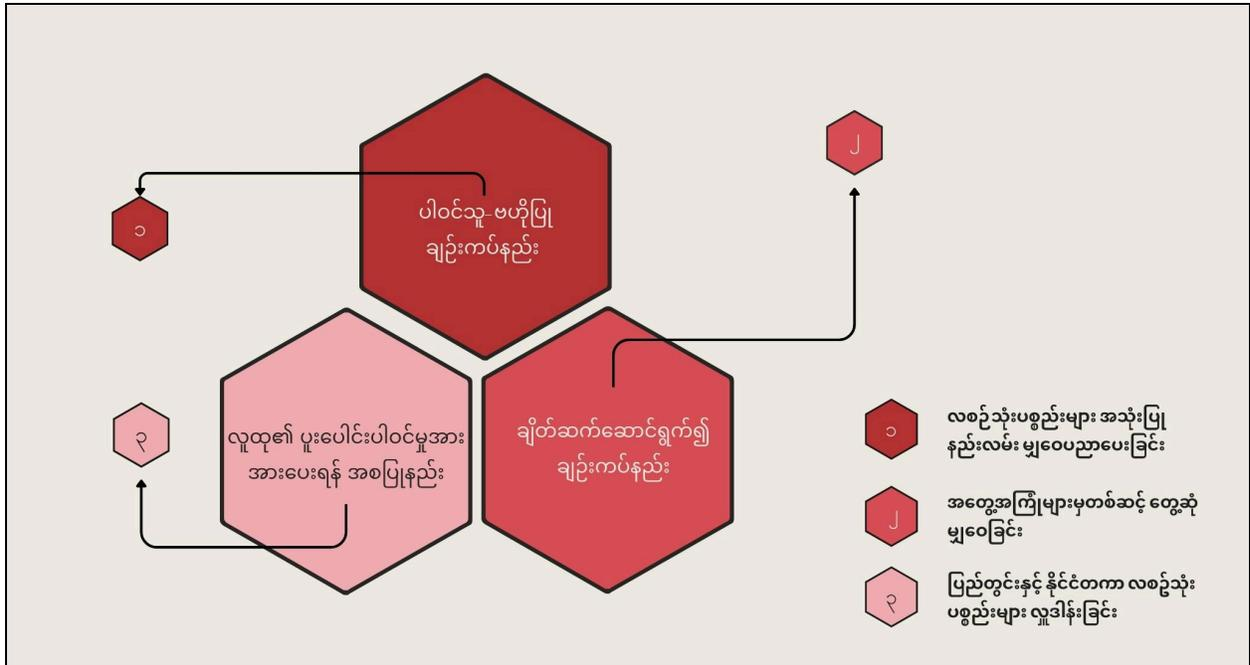 ပါဝင်သူ-ဗဟိုပြု
ချဉ်းကပ်နည်း
၁
၂
လူထု၏ ပူးပေါင်းပါဝင်မှုအား
အားပေးရန် အစပြုနည်း
၃
ချိတ်ဆက်ဆောင်ရွက်၍
ချဉ်းကပ်နည်း
၁
လစဉ်သုံးပစ္စည်းများ အသုံးပြု
နည်းလမ်း မျှဝေပညာပေးခြင်း
၂
အတွေ့အကြုံများမှတစ်ဆင့် တွေ့ဆုံ
မျှဝေခြင်း
၃
ပြည်တွင်းနှင့် နိုင်ငံတကာ လစဥ်သုံး
ပစ္စည်းများ လှူဒါန်းခြင်း